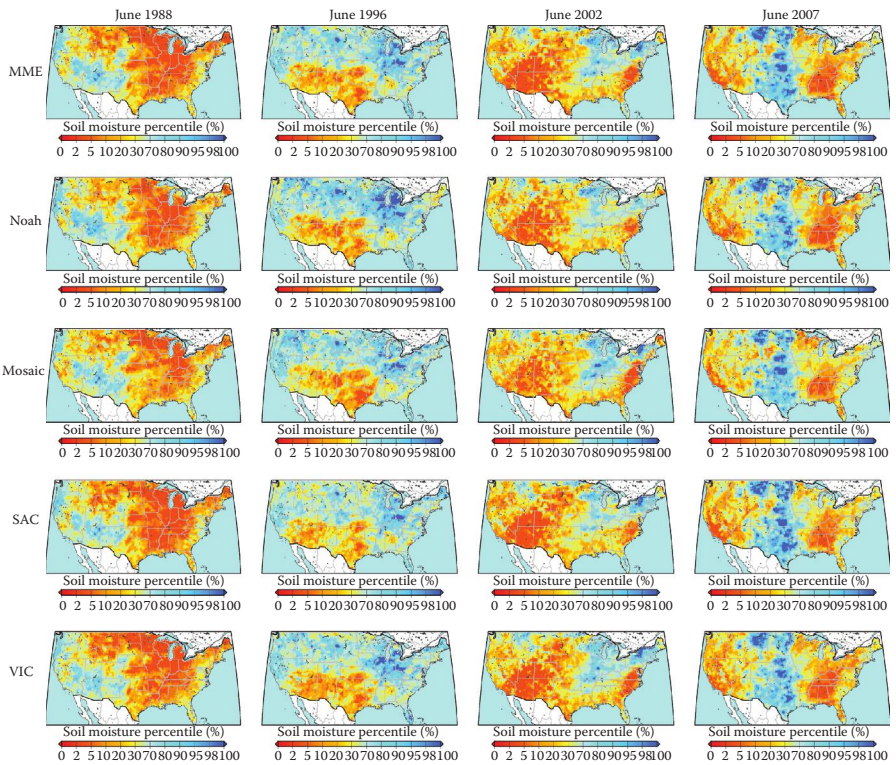 June 1988 June 1996 June 2002 June 2007
MME
Soil moisture percentile (%) Soil moisture percentile (%) Soil moisture percentile (%) Soil moisture percentile (%)
0 2 5 10 20 30 70 80 90 95 98 100 0 2 5 10 20 30 70 80 90 95 98 100 0 2 5 10 20 30 70 80 90 95 98 100 0 2 5 10 20 30 70 80 90 95 98 100
Noah
Soil moisture percentile (%) Soil moisture percentile (%) Soil moisture percentile (%) Soil moisture percentile (%)
0 2 5 10 20 30 70 80 90 95 98 100 0 2 5 10 20 30 70 80 90 95 98 100 0 2 5 10 20 30 70 80 90 95 98 100 0 2 5 10 20 30 70 80 90 95 98 100
Mosaic
Soil moisture percentile (%) Soil moisture percentile (%) Soil moisture percentile (%) Soil moisture percentile (%)
0 2 5 10 20 30 70 80 90 95 98 100 0 2 5 10 20 30 70 80 90 95 98 100 0 2 5 10 20 30 70 80 90 95 98 100 0 2 5 10 20 30 70 80 90 95 98 100
SAC
Soil moisture percentile (%) Soil moisture percentile (%) Soil moisture percentile (%) Soil moisture percentile (%)
0 2 5 10 20 30 70 80 90 95 98 100 0 2 5 10 20 30 70 80 90 95 98 100 0 2 5 10 20 30 70 80 90 95 98 100 0 2 5 10 20 30 70 80 90 95 98 100
VIC
Soil moisture percentile (%) Soil moisture percentile (%) Soil moisture percentile (%) Soil moisture percentile (%)
0 2 5 10 20 30 70 80 90 95 98 100 0 2 5 10 20 30 70 80 90 95 98 100 0 2 5 10 20 30 70 80 90 95 98 100 0 2 5 10 20 30 70 80 90 95 98 100